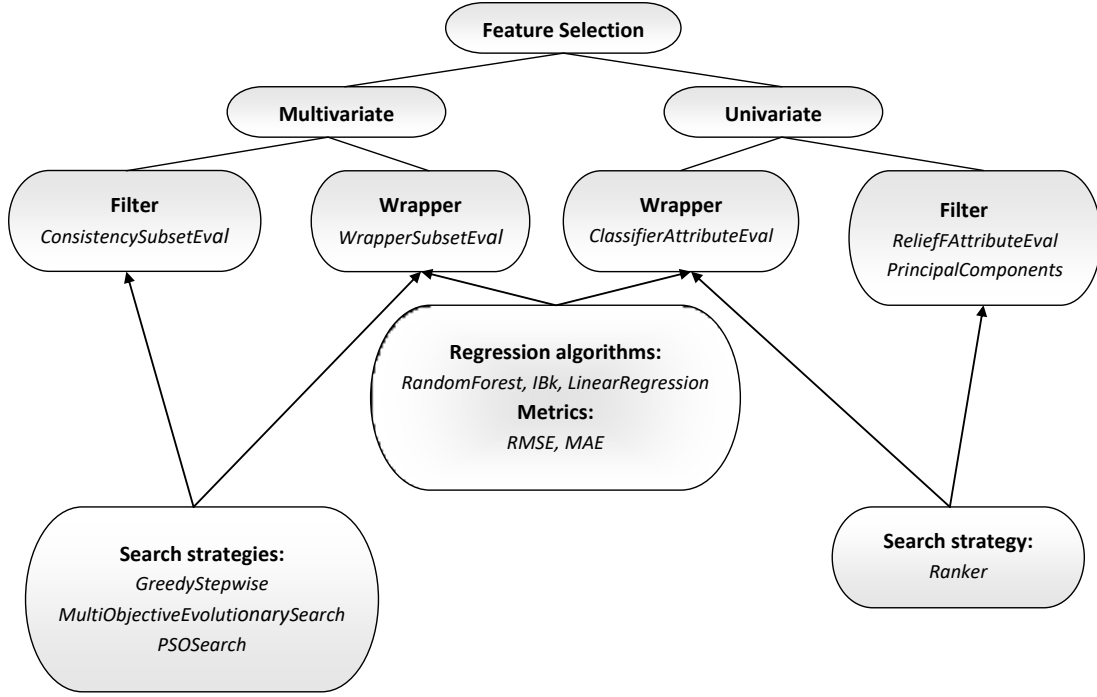 Feature Selection
Multivariate
Univariate
Filter
ConsistencySubsetEval
Wrapper
WrapperSubsetEval
Wrapper
ClassifierAttributeEval
Filter
ReliefFAttributeEval
PrincipalComponents
Regression algorithms:
RandomForest, IBk, LinearRegression
Metrics:
RMSE, MAE
Search strategies:
GreedyStepwise
MultiObjectiveEvolutionarySearch
PSOSearch
Search strategy:
Ranker